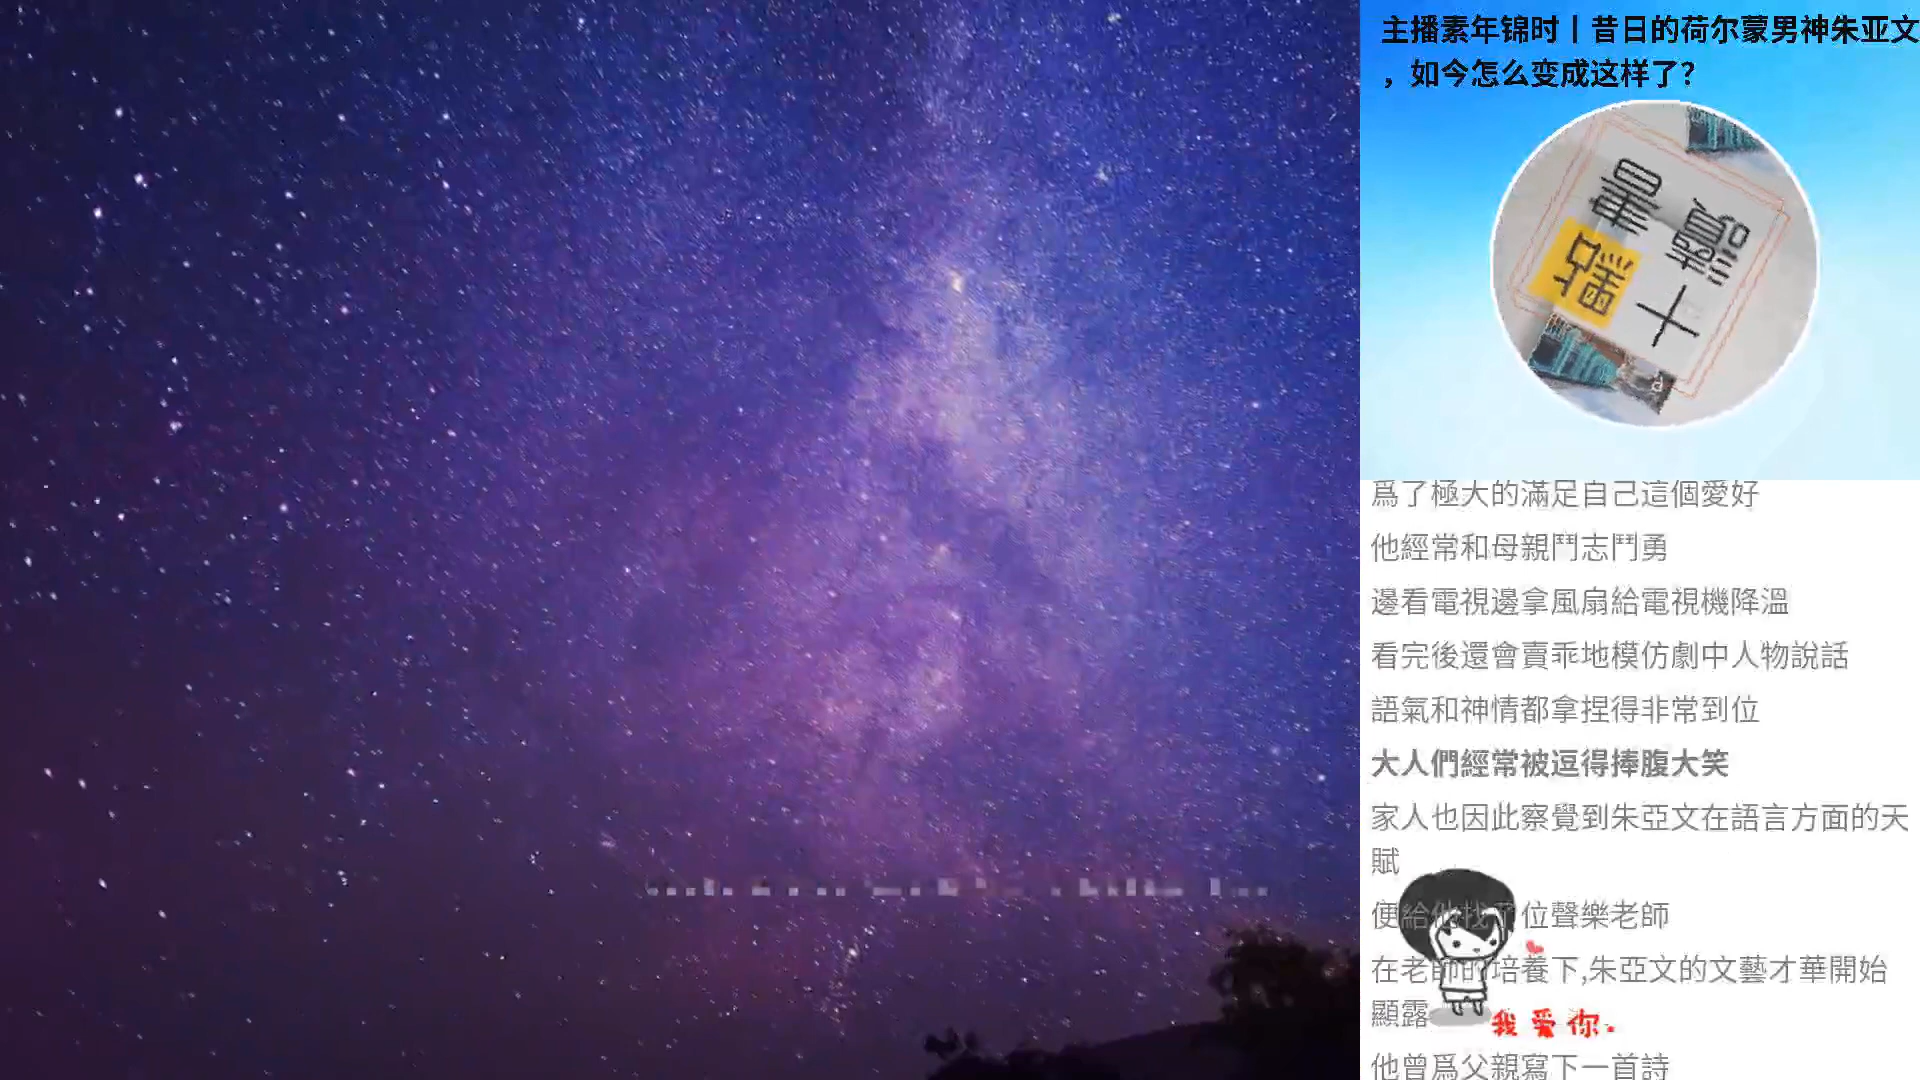 主播素年锦时丨昔日的荷尔蒙男神朱亚文
，如今怎么变成这样了？
爲了極大的滿足自己這個愛好
他經常和母親鬥志鬥勇
邊看電視邊拿風扇給電視機降溫
看完後還會賣乖地模仿劇中人物說話
語氣和神情都拿捏得非常到位
大人們經常被逗得捧腹大笑
家人也因此察覺到朱亞文在語言方面的天
賦
便給他找了位聲樂老師
在老師的培養下,朱亞文的文藝才華開始
顯露
我爱你.
他曾爲父親寫下一首詩